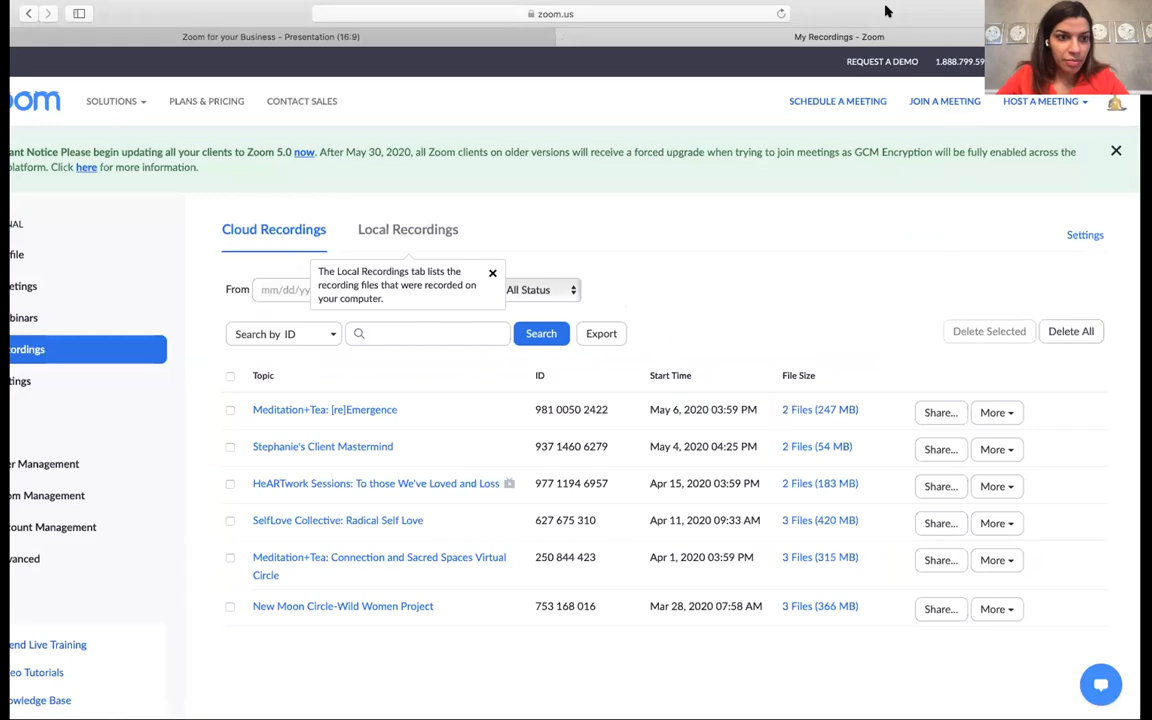 zoom.us
Zoom for your Business - Presentation (16:9)
My Recordings - Zoom
REQUEST A DEMO 1.888.799.59
oom SOLUTIONS PLANS & PRICING CONTACT SALES SCHEDULE A MEETING JOIN A MEETING HOST A MEETING
ant Notice Please begin updating all your clients to Zoom 5.0 now. After May 30, 2020, all Zoom clients on older versions will receive a forced upgrade when trying to join meetings as GCM Encryption will be fully enabled across the
platform. Click here for more information.
NAL
file
etings
binars
ordings
tings
er Management
om Management
count Management
vanced
end Live Training
eo Tutorials
owledge Base
Cloud Recordings Local Recordings Settings
The Local Recordings tab lists the
recording files that were recorded on
your computer.
From mm/dd/yy All Status
Search by ID Search Export Delete Selected Delete All
Topic ID Start Time File Size
Meditation+Tea: [re]Emergence 981 0050 2422 May 6, 2020 03:59 PM 2 Files (247 MB) Share... More
Stephanie's Client Mastermind 937 1460 6279 May 4, 2020 04:25 PM 2 Files (54 MB) Share... More
HeARTwork Sessions: To those We've Loved and Loss 977 1194 6957 Apr 15, 2020 03:59 PM 2 Files (183 MB) Share... More
SelfLove Collective: Radical Self Love 627 675 310 Apr 11, 2020 09:33 AM 3 Files (420 MB) Share... More
Meditation+Tea: Connection and Sacred Spaces Virtual 250 844 423 Apr 1, 2020 03:59 PM 3 Files (315 MB) Share... More
Circle
New Moon Circle-Wild Women Project 753 168 016 Mar 28, 2020 07:58 AM 3 Files (366 MB) Share... More